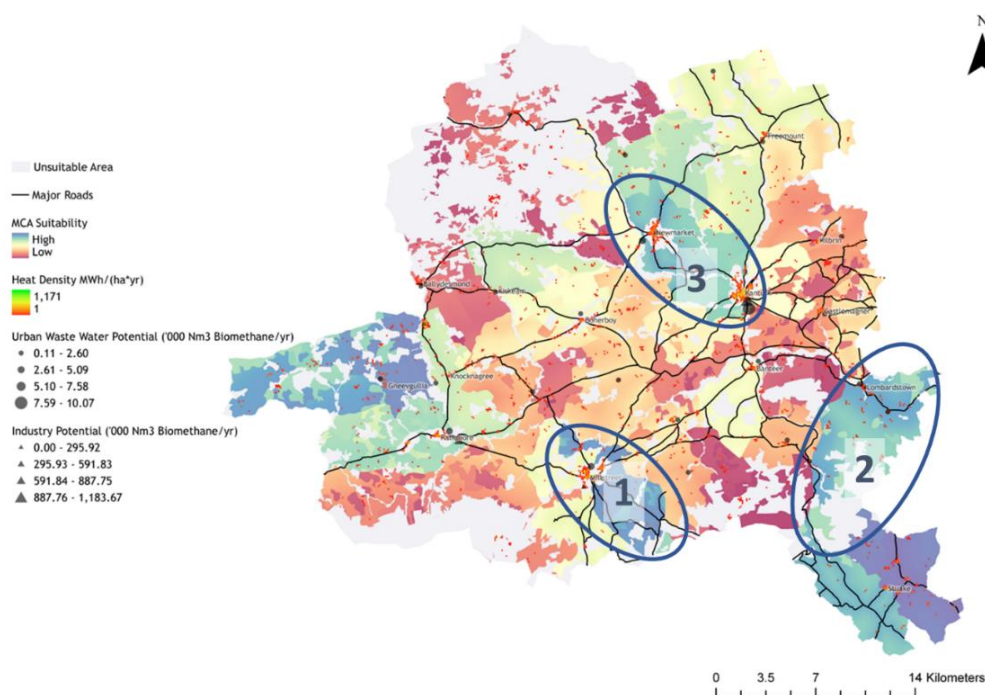 N
Unsuitable Area
Major Roads
MCA Suitability
High
Low
Heat Density MWh/(ha*yr)
1,171
1
Urban Waste Water Potential ('000 Nm3 Biomethane/yr)
0.11 - 2.60
2.61 - 5.09
5.10 - 7.58
7.59 - 10.07
Industry Potential ('000 Nm3 Biomethane/yr)
0.00 - 295.92
295.93 - 591.83
591.84 - 887.75
887.76 - 1,183.67
Freemount
Newmarket
Kilbrin
3
Ballydesmond
Kiskeam
Castlemagner
Boherboy
Banteer
Knocknagree
Gneevguilla
Lombardstown
Rathmore
2
1
0 3.5 7 14 Kilometers